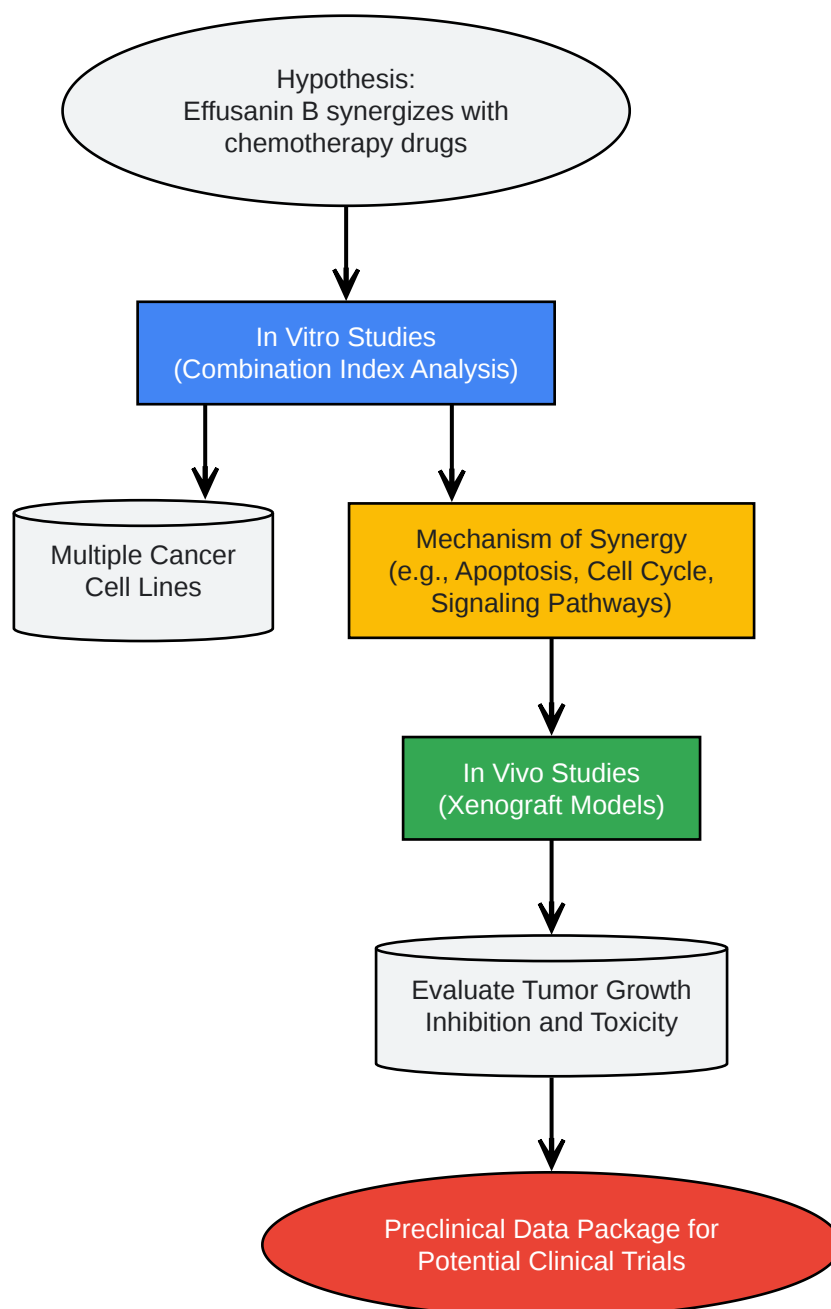 Hypothesis:
Effusanin B synergizes with
chemotherapy drugs
In Vitro Studies
(Combination Index Analysis)
Multiple Cancer
Cell Lines
Mechanism of Synergy
(e.g., Apoptosis, Cell Cycle,
Signaling Pathways)
In Vivo Studies
(Xenograft Models)
Evaluate Tumor Growth
Inhibition and Toxicity
Preclinical Data Package for
Potential Clinical Trials